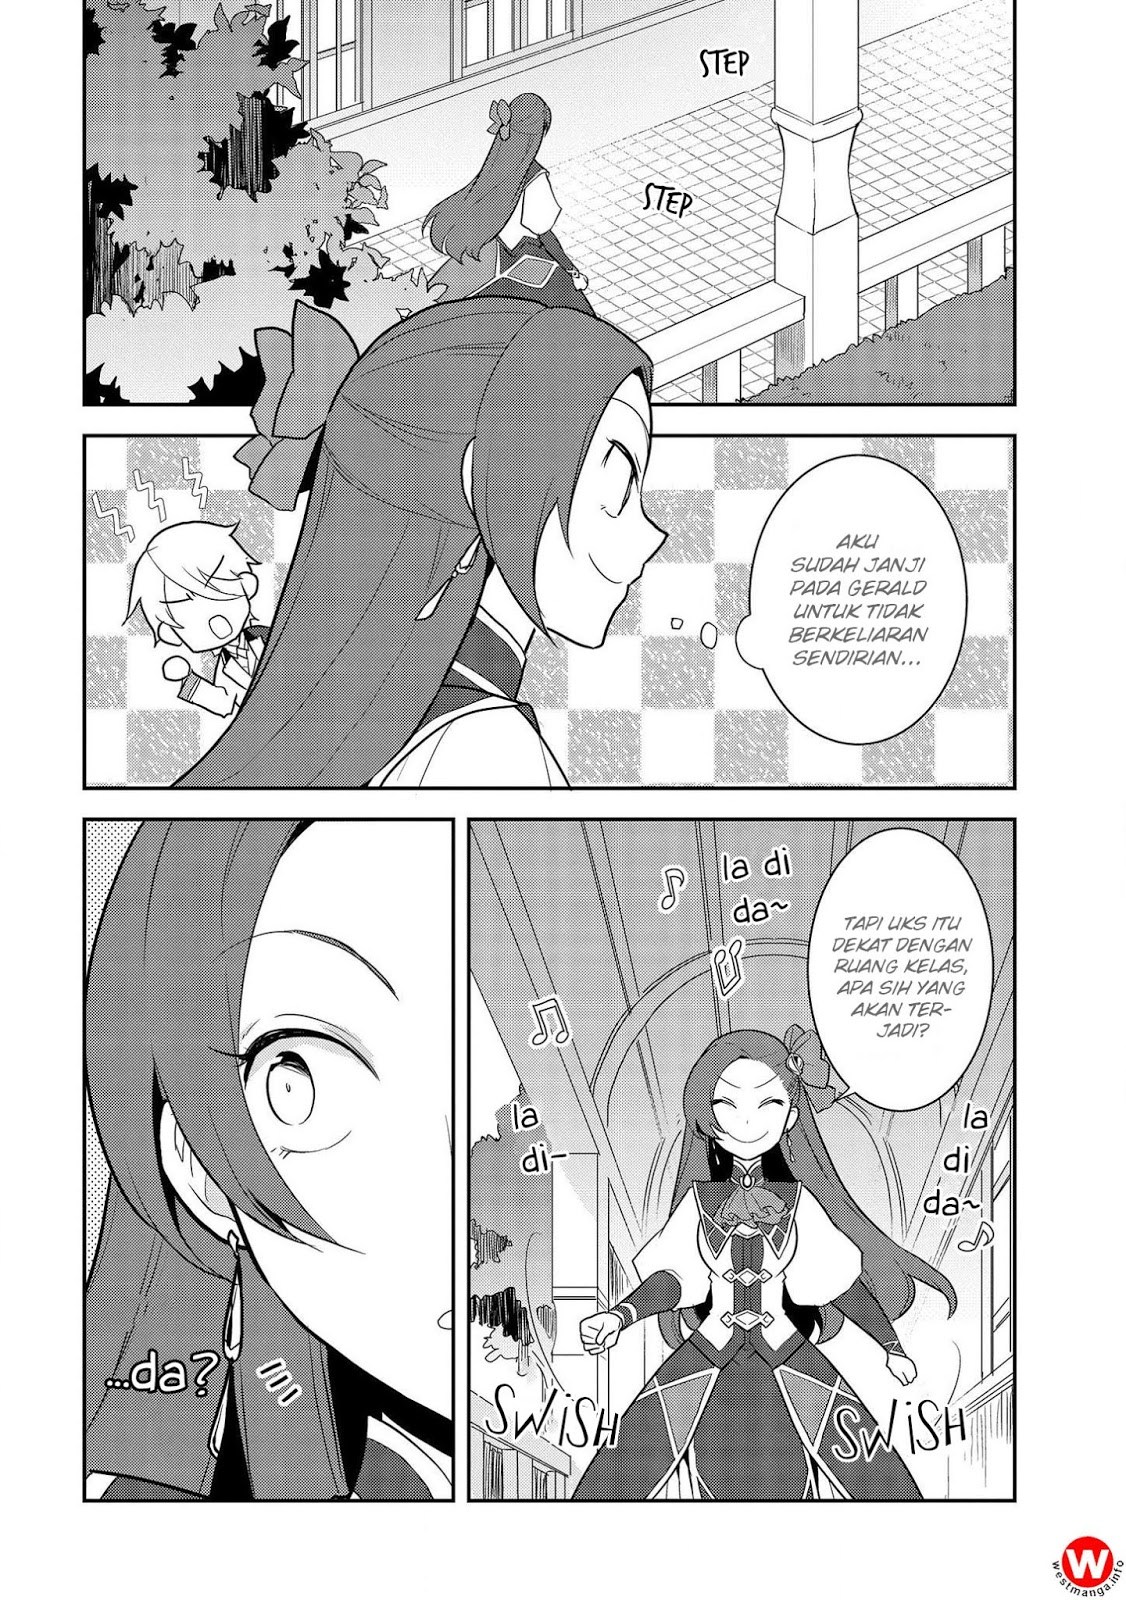 STEP
STEP
AKU
SUDAH JANJI
PADA GERALD
UNTUK TIDAK
BERKELIARAN
SENDIRIAN...
TAPI UKS ITU
DEKAT DENGAN
RUANG KELAS,
APA SIH YANG
AKAN TER-
JADI?
la di
da~
la
di-
la
di
da~
SWISH
SWISH
...da?
W
westmanga.info